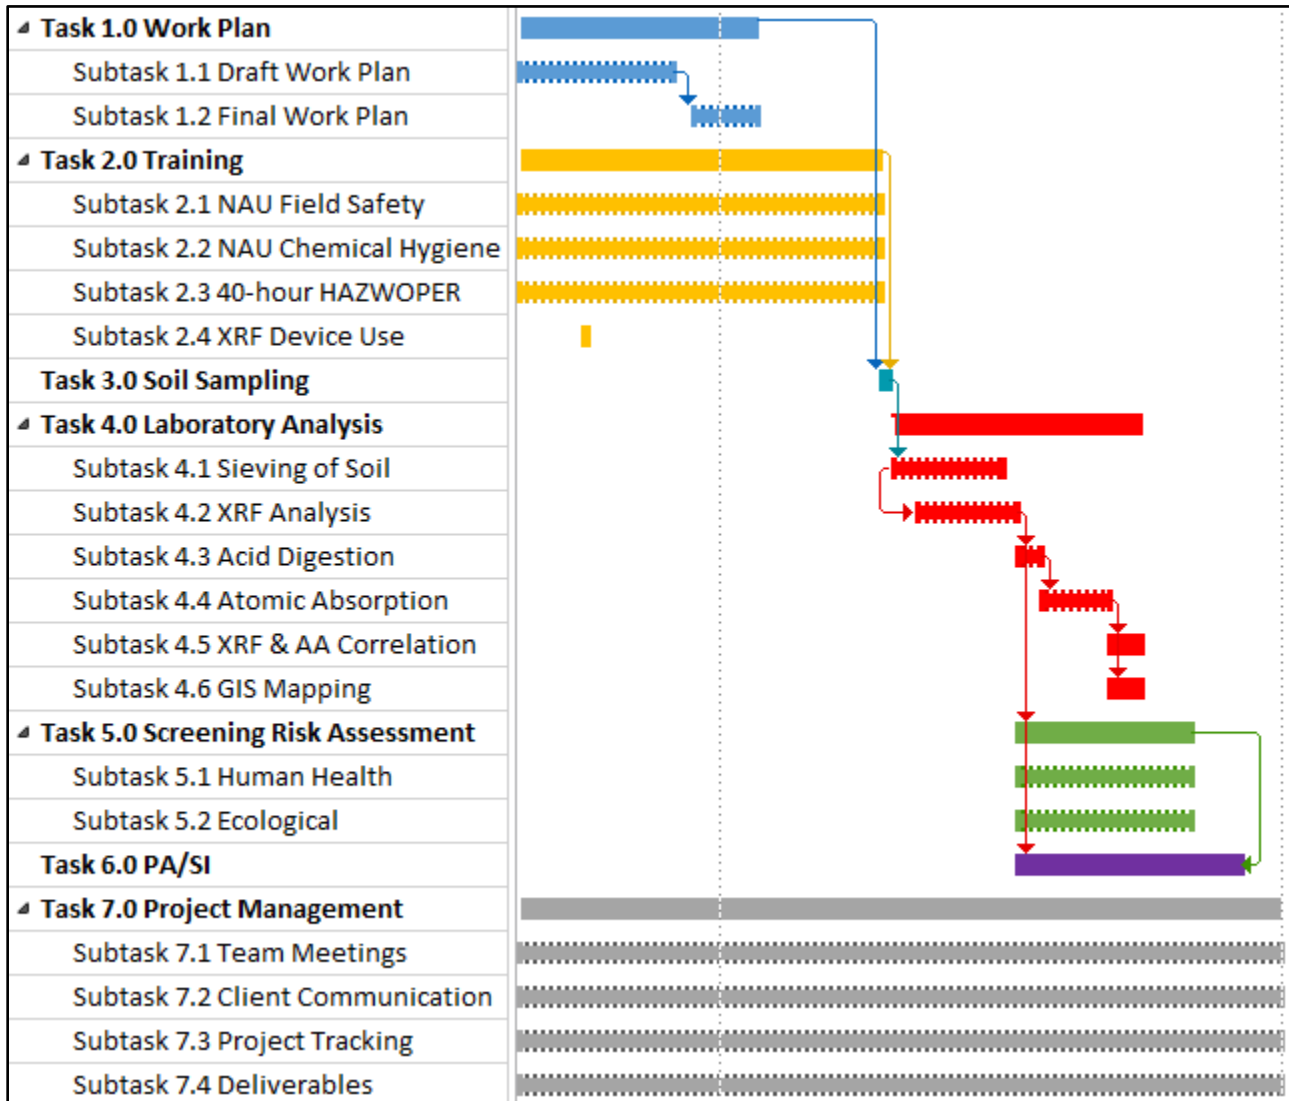 Task 1.0 Work Plan
Subtask 1.1 Draft Work Plan
Subtask 1.2 Final Work Plan
Task 2.0 Training
Subtask 2.1 NAU Field Safety
Subtask 2.2 NAU Chemical Hygiene
Subtask 2.3 40-hour HAZWOPER
Subtask 2.4 XRF Device Use
Task 3.0 Soil Sampling
Task 4.0 Laboratory Analysis
Subtask 4.1 Sieving of Soil
Subtask 4.2 XRF Analysis
Subtask 4.3 Acid Digestion
Subtask 4.4 Atomic Absorption
Subtask 4.5 XRF & AA Correlation
Subtask 4.6 GIS Mapping
Task 5.0 Screening Risk Assessment
Subtask 5.1 Human Health
Subtask 5.2 Ecological
Task 6.0 PA/SI
Task 7.0 Project Management
Subtask 7.1 Team Meetings
Subtask 7.2 Client Communication
Subtask 7.3 Project Tracking
Subtask 7.4 Deliverables